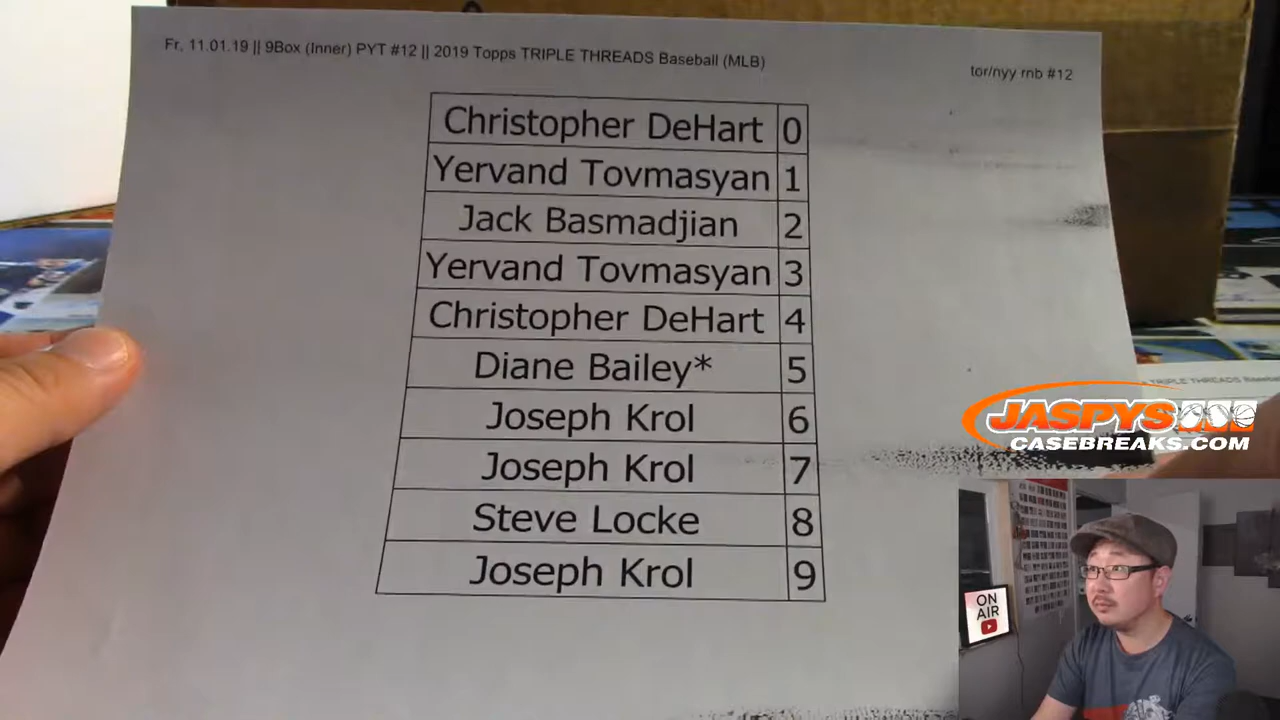 Fr, 11.01.19 || 9Box (Inner) PYT #12 || 2019 Topps TRIPLE THREADS Baseball (MLB)
tor/nyy rnb #12
Christopher DeHart 0
Yervand Tovmasyan 1
Jack Basmadjian 2
Yervand Tovmasyan 3
Christopher DeHart 4
Diane Bailey* 5
Joseph Krol 6
Joseph Krol 7
Steve Locke 8
Joseph Krol 9
TRIPLE THREADS
JASPYS
CASEBREAKS.COM
ON
AIR